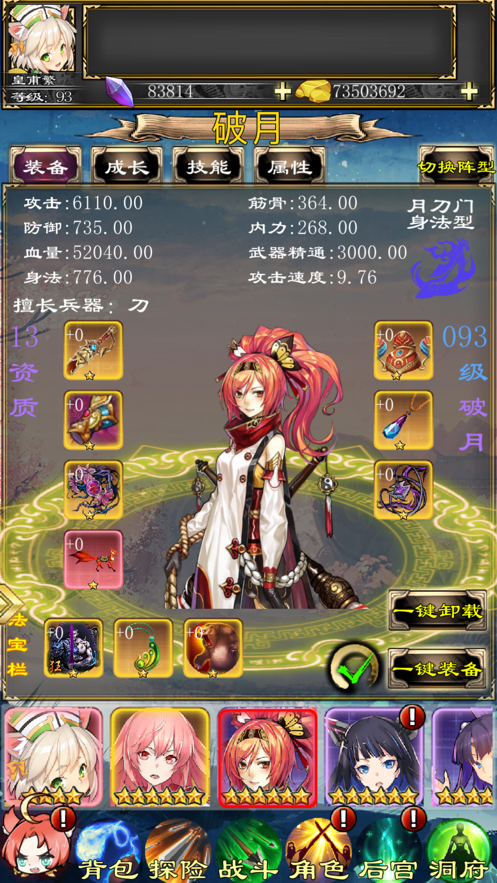 皇甫繁
等级: 93
83814
73503692
破月
装备 成长 技能 属性 切换阵型
攻击:6110.00 筋骨:364.00
防御:735.00 内力:268.00
血量:52040.00 武器精通:3000.00
身法:776.00 攻击速度:9.76
月刀门
身法型
擅长兵器: 刀
13
资
质
093
级
破
月
+0 +0
+0 +0
+0 +0
+0
法
宝
栏
+0 +0 +0
狂
一键卸载
一键装备
背包 探险 战斗 角色 后宫 洞府